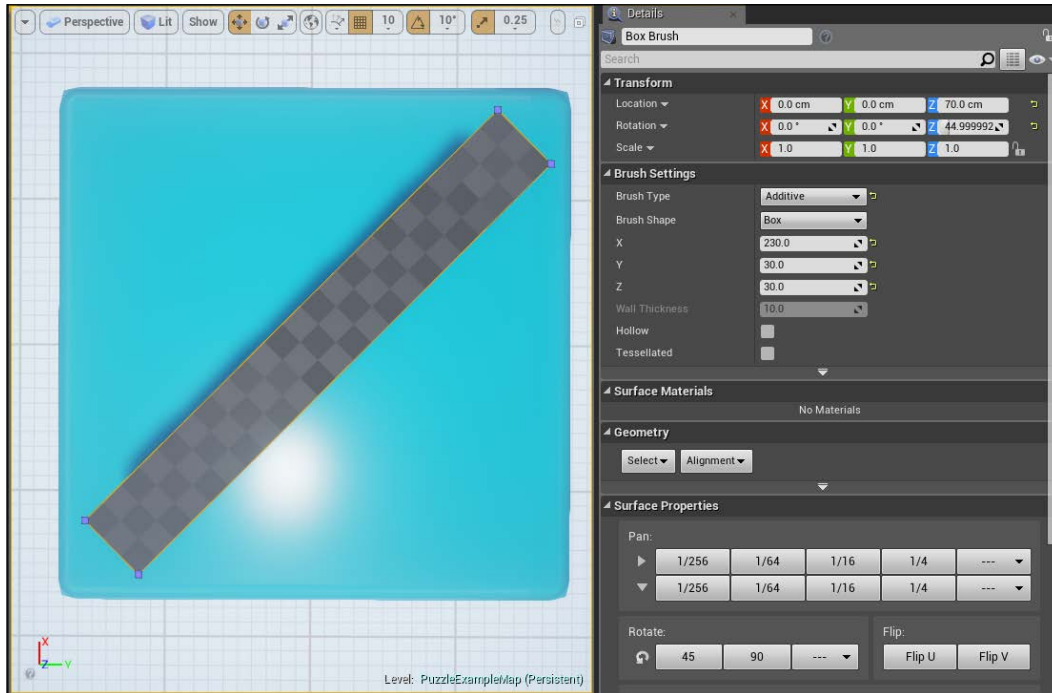 Perspective Lit Show 10 10° 0.25
X
Z Y
Level: PuzzleExampleMap (Persistent)
Details
Box Brush
Search
Transform
Location X 0.0 cm Y 0.0 cm Z 70.0 cm
Rotation X 0.0 ° Y 0.0 ° Z 44.999992
Scale X 1.0 Y 1.0 Z 1.0
Brush Settings
Brush Type Additive
Brush Shape Box
X 230.0
Y 30.0
Z 30.0
Wall Thickness 10.0
Hollow
Tessellated
Surface Materials
No Materials
Geometry
Select Alignment
Surface Properties
Pan:
1/256 1/64 1/16 1/4 ---
1/256 1/64 1/16 1/4 ---
Rotate: Flip:
45 90 --- Flip U Flip V